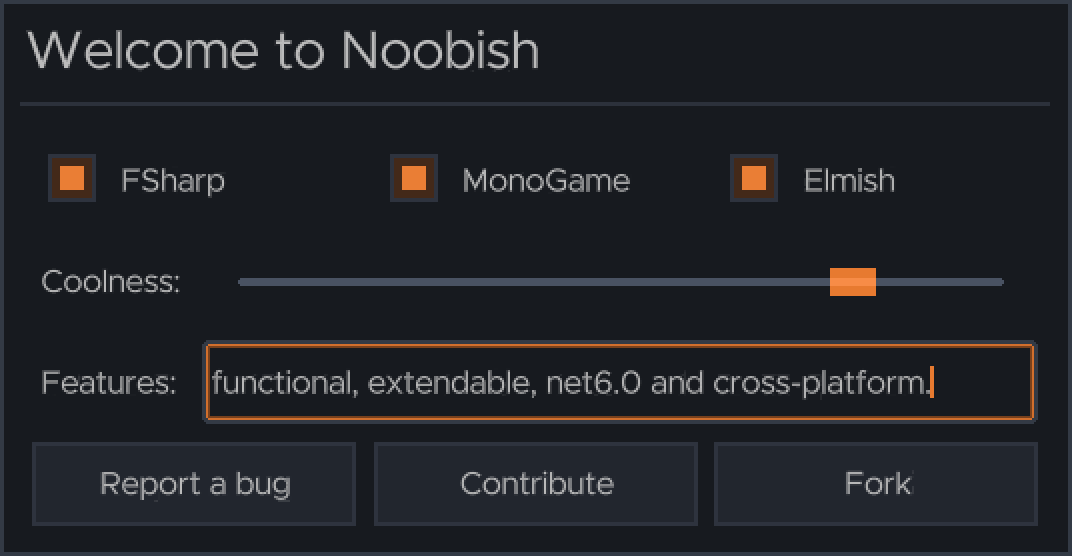 Welcome to Noobish
FSharp MonoGame Elmish
Coolness:
Features: functional, extendable, net6.0 and cross-platform.
Report a bug Contribute Fork